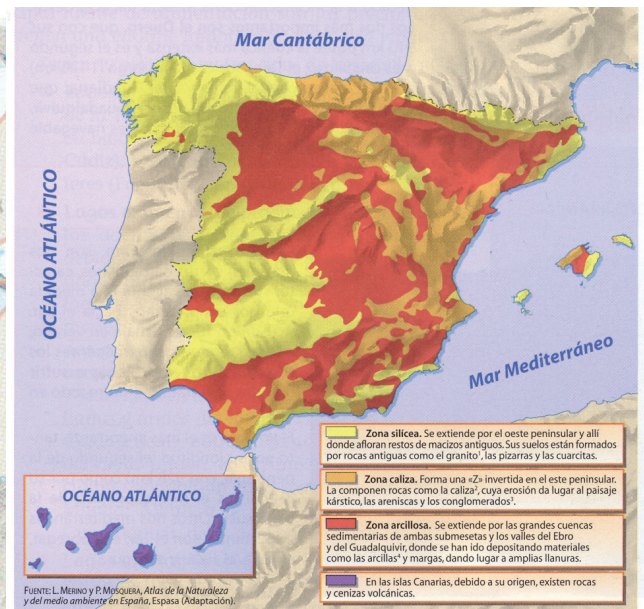 Mar Cantábrico
OCÉANO ATLÁNTICO
Mar Mediterráneo
Zona silícea. Se extiende por el oeste peninsular y allí
donde afloran restos de macizos antiguos. Sus suelos están formados
por rocas antiguas como el granito¹, las pizarras y las cuarcitas.
Zona caliza. Forma una «Z» invertida en el este peninsular.
La componen rocas como la caliza², cuya erosión da lugar al paisaje
kárstico, las areniscas y los conglomerados³.
Zona arcillosa. Se extiende por las grandes cuencas
sedimentarias de ambas submesetas y los valles del Ebro
y del Guadalquivir, donde se han ido depositando materiales
como las arcillas⁴ y margas, dando lugar a amplias llanuras.
En las islas Canarias, debido a su origen, existen rocas
y cenizas volcánicas.
OCÉANO ATLÁNTICO
FUENTE: L. MERINO y P. MOSQUERA, Atlas de la Naturaleza
y del medio ambiente en España, Espasa (Adaptación).